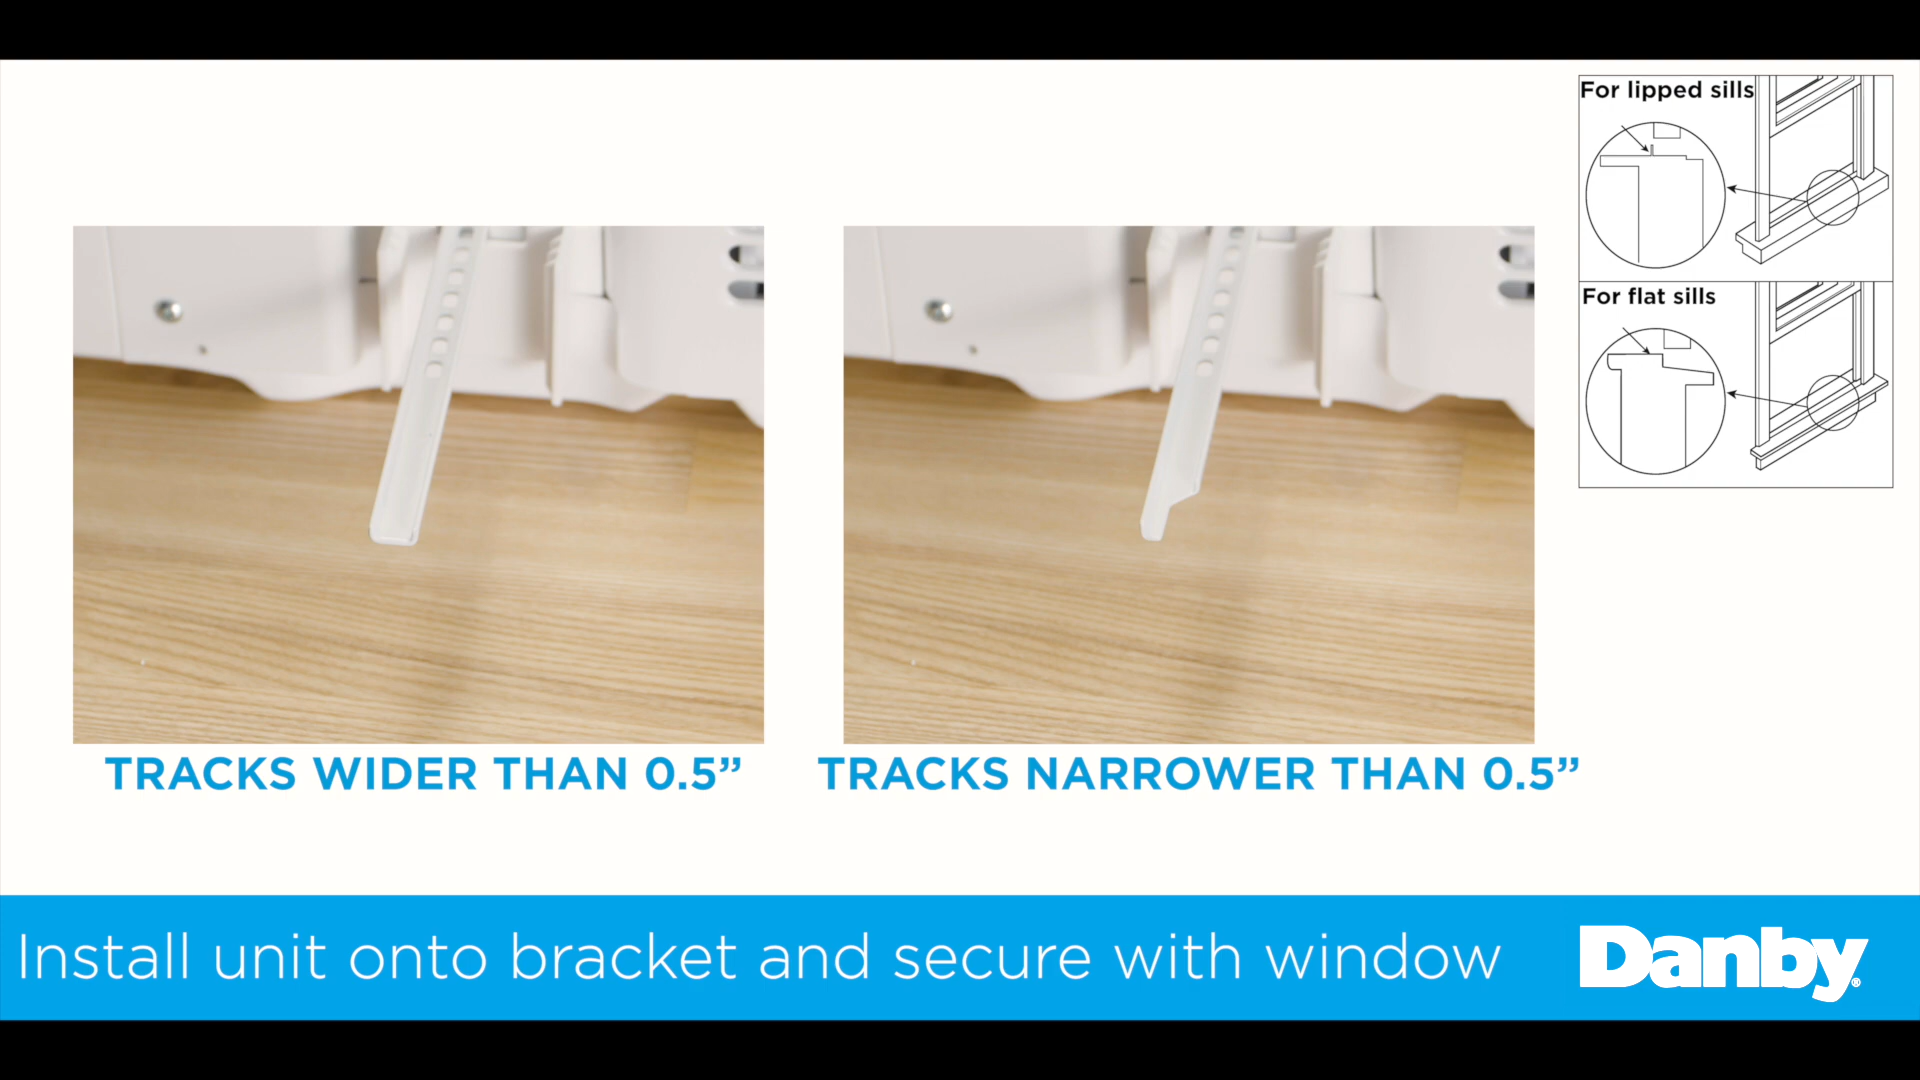 For lipped sills
For flat sills
TRACKS WIDER THAN 0.5”
TRACKS NARROWER THAN 0.5”
Install unit onto bracket and secure with window
Danby®